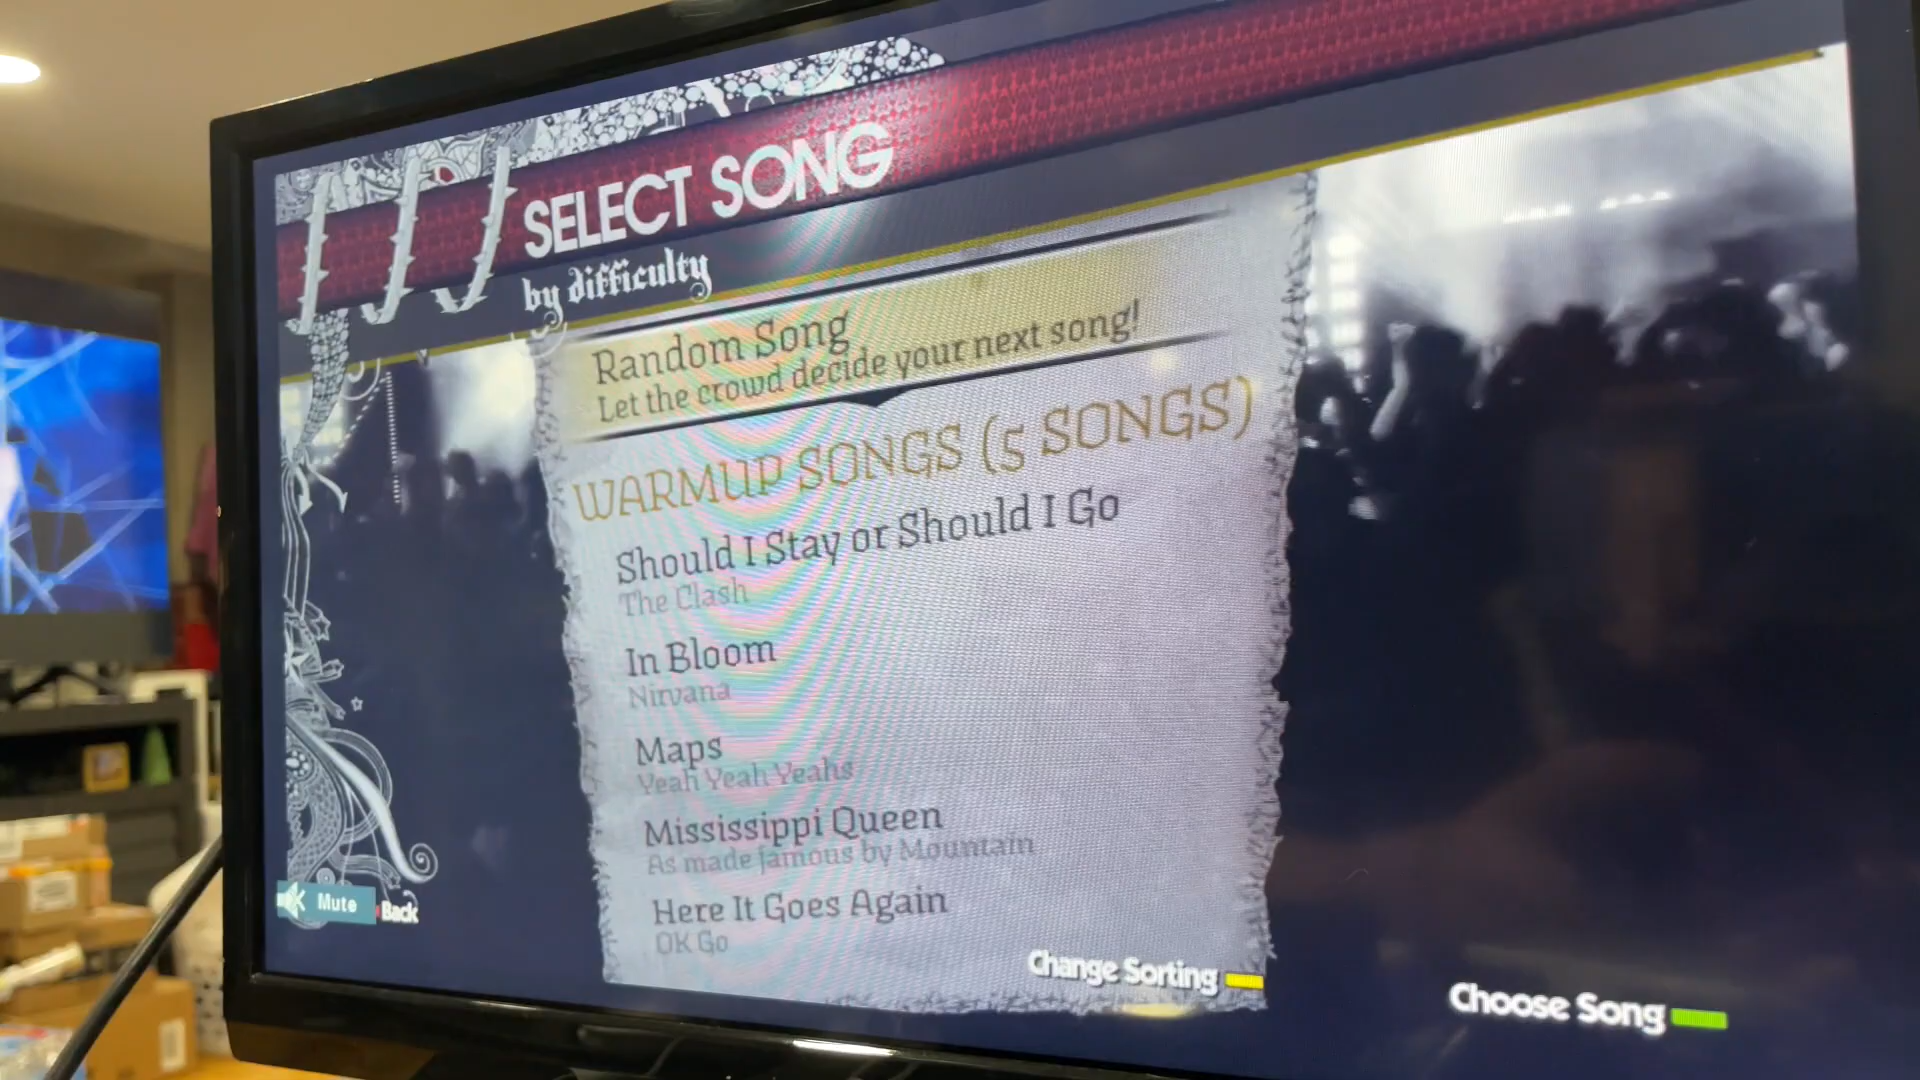 SELECT SONG
by difficulty
Random Song
Let the crowd decide your next song!
WARMUP SONGS (5 SONGS)
Should I Stay or Should I Go
The Clash
In Bloom
Nirvana
Maps
Yeah Yeah Yeahs
Mississippi Queen
As made famous by Mountain
Here It Goes Again
OK Go
Mute
Back
Change Sorting
Choose Song